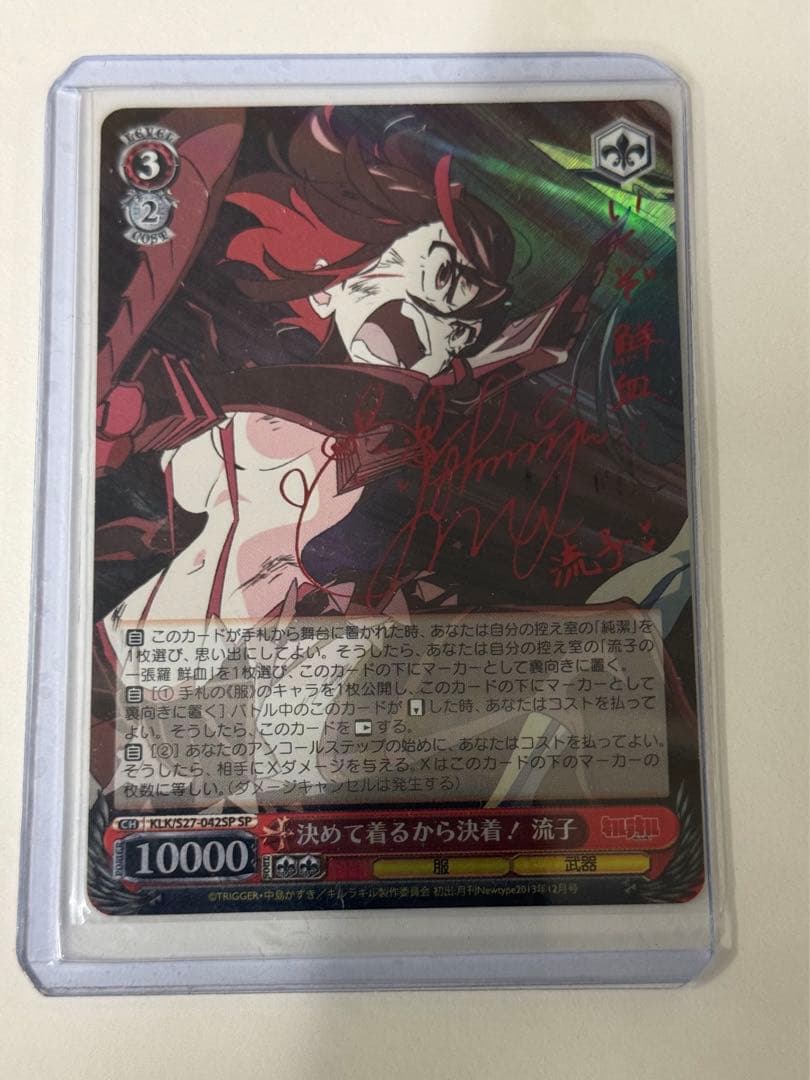 LEVEL
3
2
COST
いくぞ
鮮血…!
流子
自 このカードが手札から舞台に置かれた時、あなたは自分の控え室の「純潔」を
1枚選び、思い出にしてよい。そうしたら、あなたは自分の控え室の「流子の
一張羅 鮮血」を1枚選び、このカードの下にマーカーとして裏向きに置く。
自 [① 手札の《服》のキャラを1枚公開し、このカードの下にマーカーとして
裏向きに置く] バトル中のこのカードが した時、あなたはコストを払って
よい。そうしたら、このカードを する。
自 [②] あなたのアンコールステップの始めに、あなたはコストを払ってよい。
そうしたら、相手にXダメージを与える。Xはこのカードの下のマーカーの
枚数に等しい。(ダメージキャンセルは発生する)
CH KLK/S27-042SP SP
決めて着るから決着! 流子
キルラキル
POWER
10000
SOUL
服
武器
©TRIGGER・中島かずき/キルラキル製作委員会 初出:月刊Newtype2013年12月号